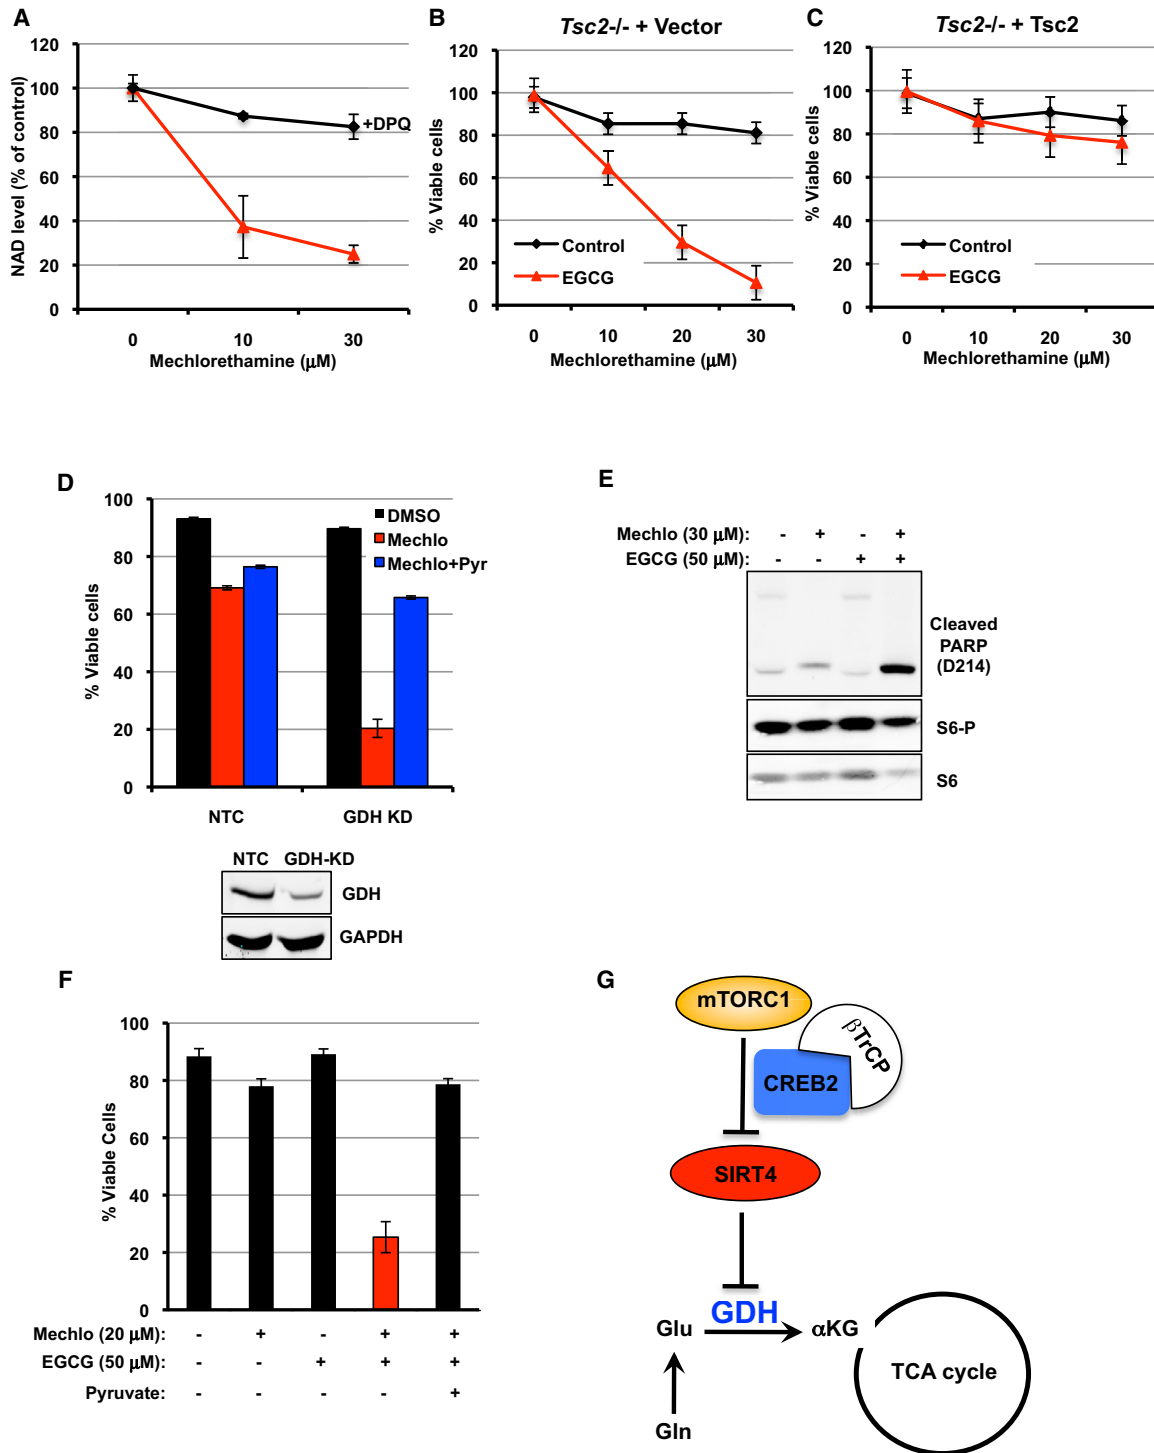 A
120
100
80
60
40
20
0
NAD level (% of control)
+DPQ
0 10 30
Mechlorethamine (µM)
B
Tsc2-/- + Vector
120
100
80
60
40
20
0
% Viable cells
Control
EGCG
0 10 20 30
Mechlorethamine (µM)
C
Tsc2-/- + Tsc2
120
100
80
60
40
20
0
% Viable cells
Control
EGCG
0 10 20 30
Mechlorethamine (µM)
D
100
80
60
40
20
0
% Viable cells
DMSO
Mechlo
Mechlo+Pyr
NTC GDH KD
NTC GDH-KD
GDH
GAPDH
E
Mechlo (30 µM): - + - +
EGCG (50 µM): - - + +
Cleaved
PARP
(D214)
S6-P
S6
F
100
80
60
40
20
0
% Viable Cells
Mechlo (20 µM): - + - + +
EGCG (50 µM): - - + + +
Pyruvate: - - - - +
G
mTORC1
βTrCP
CREB2
SIRT4
GDH
Glu αKG
TCA cycle
Gln